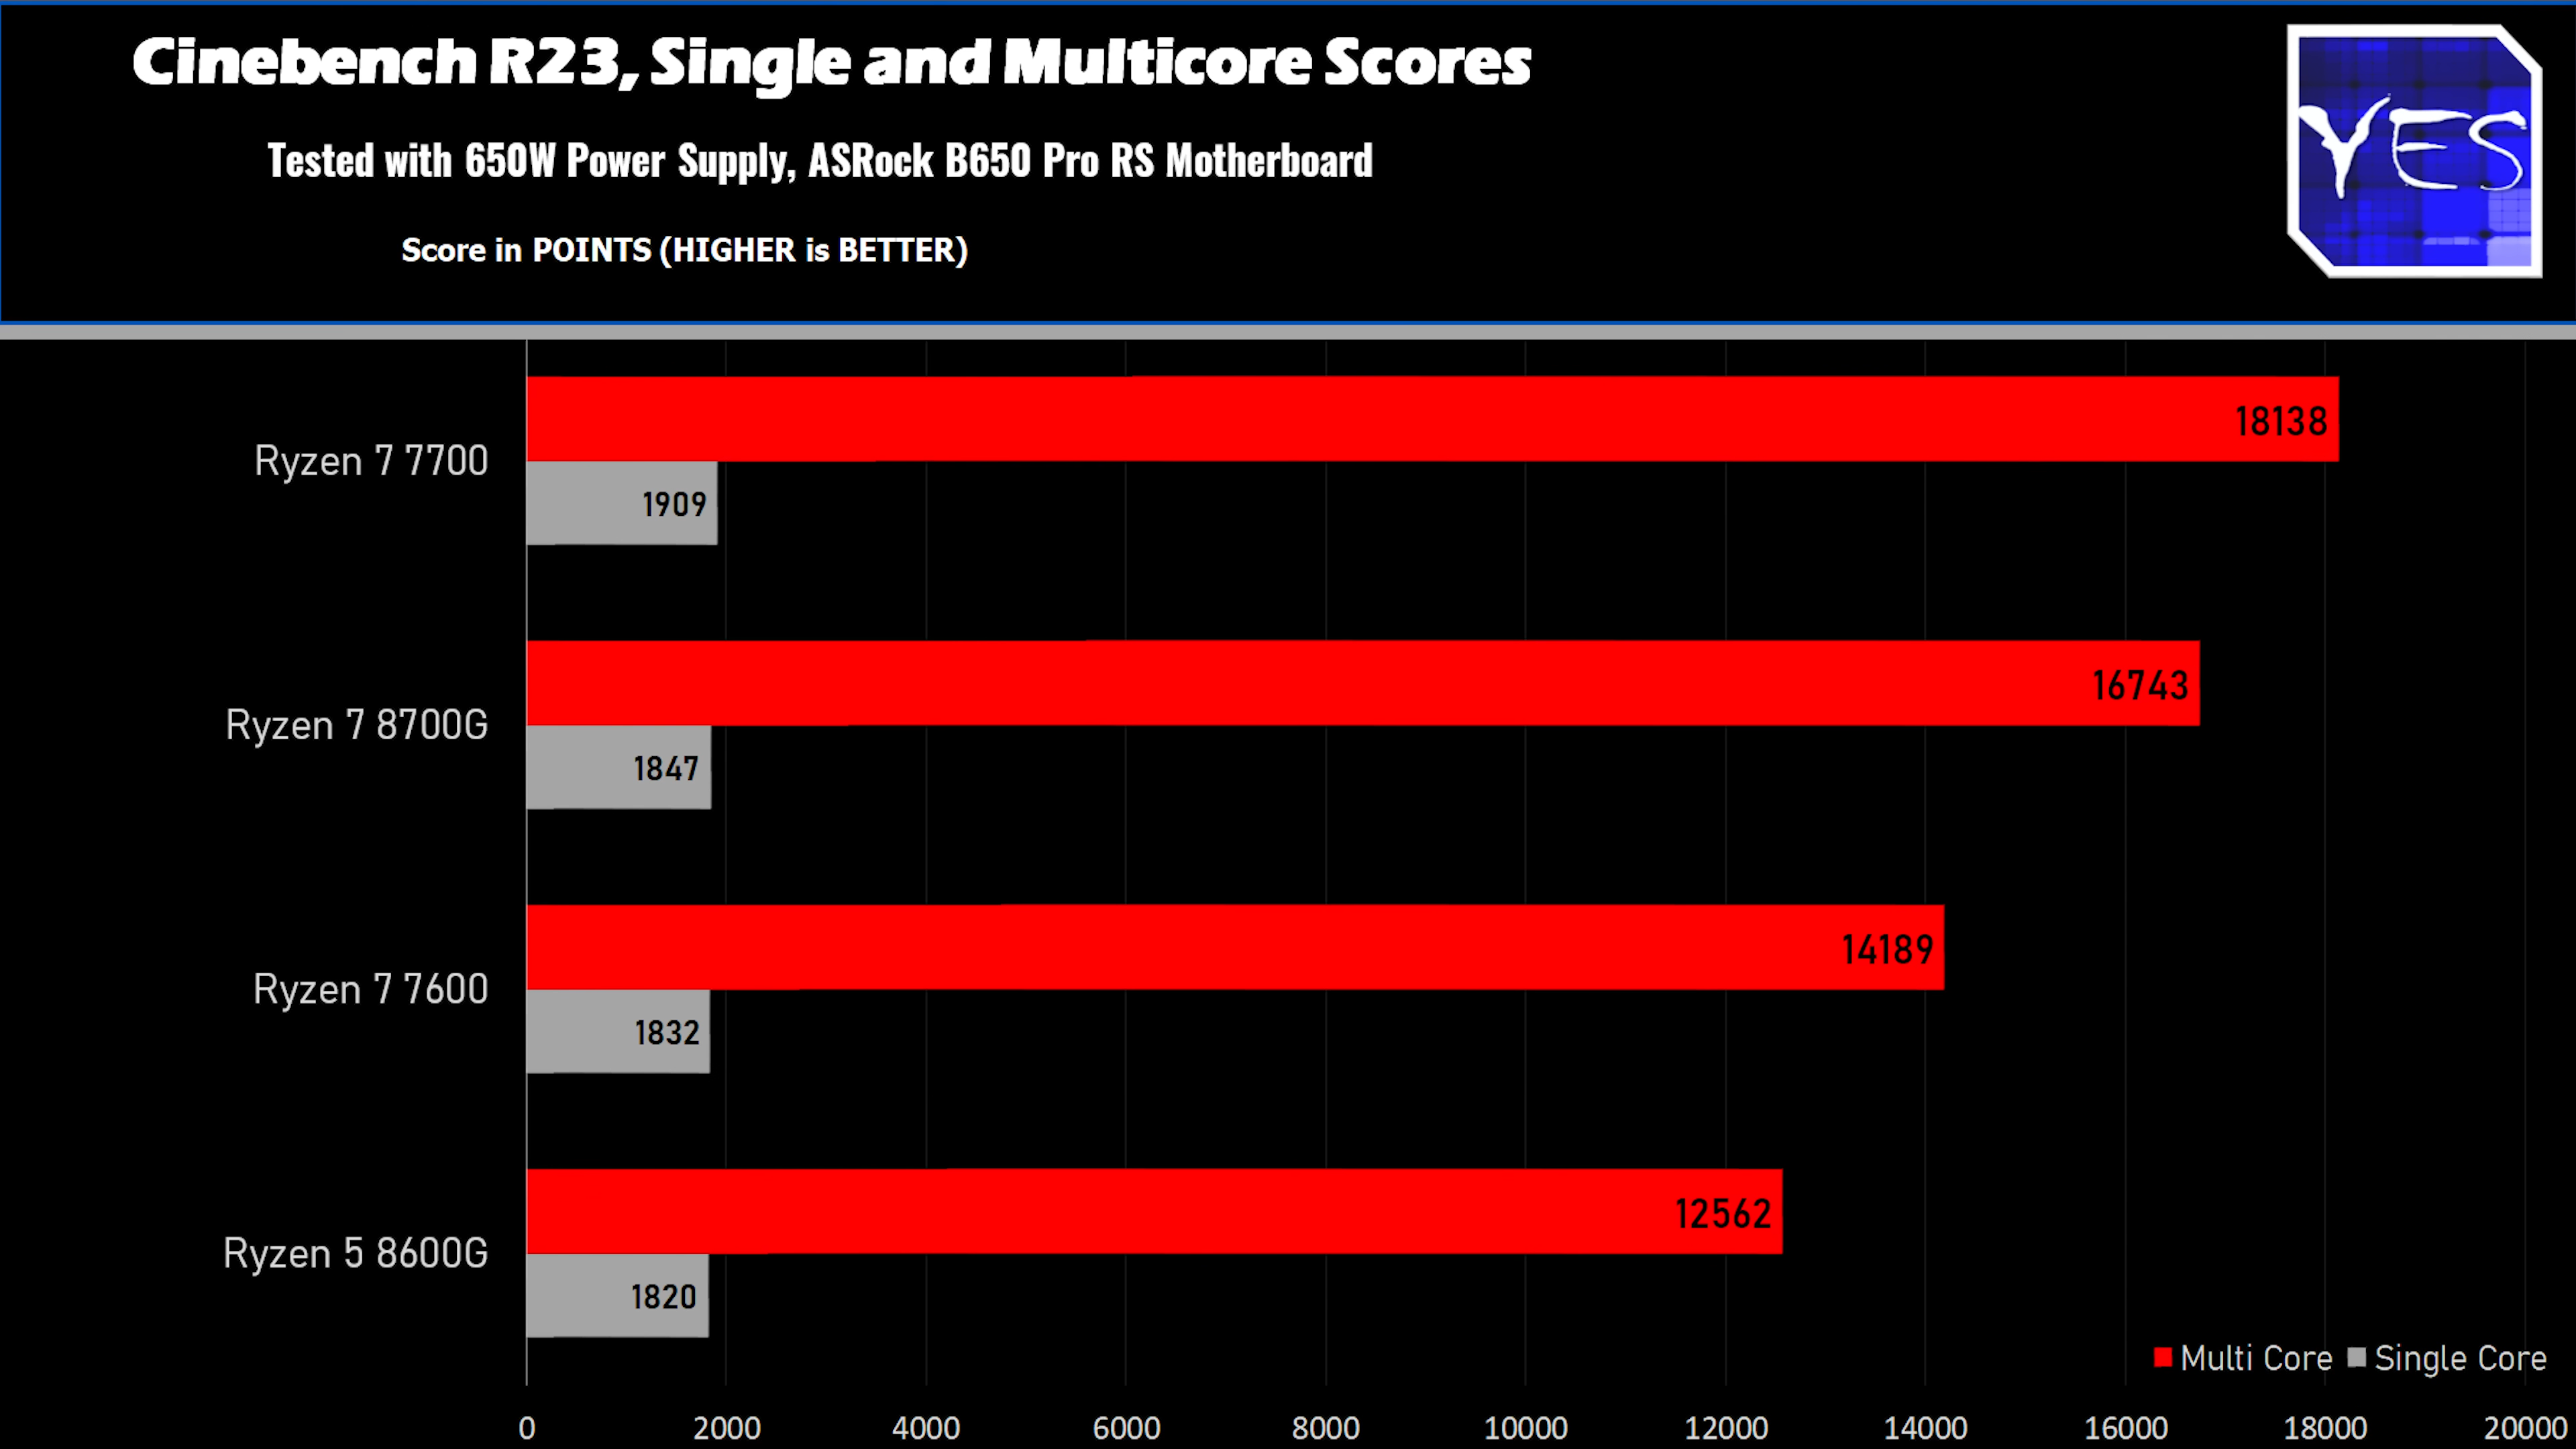 Cinebench R23, Single and Multicore Scores
YES
Tested with 650W Power Supply, ASRock B650 Pro RS Motherboard
Score in POINTS (HIGHER is BETTER)
18138
Ryzen 7 7700
1909
16743
Ryzen 7 8700G
1847
14189
Ryzen 7 7600
1832
12562
Ryzen 5 8600G
1820
Multi Core Single Core
0 2000 4000 6000 8000 10000 12000 14000 16000 18000 20000